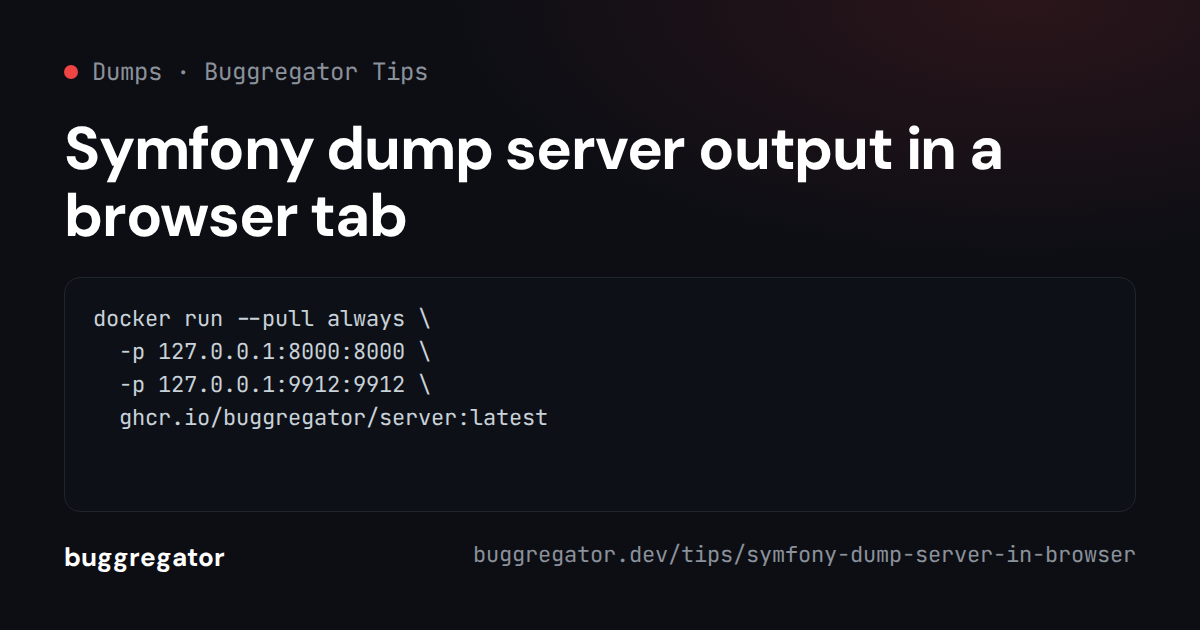 Dumps · Buggregator Tips
Symfony dump server output in a
browser tab
docker run --pull always \
-p 127.0.0.1:8000:8000 \
-p 127.0.0.1:9912:9912 \
ghcr.io/buggregator/server:latest
buggregator
buggregator.dev/tips/symfony-dump-server-in-browser